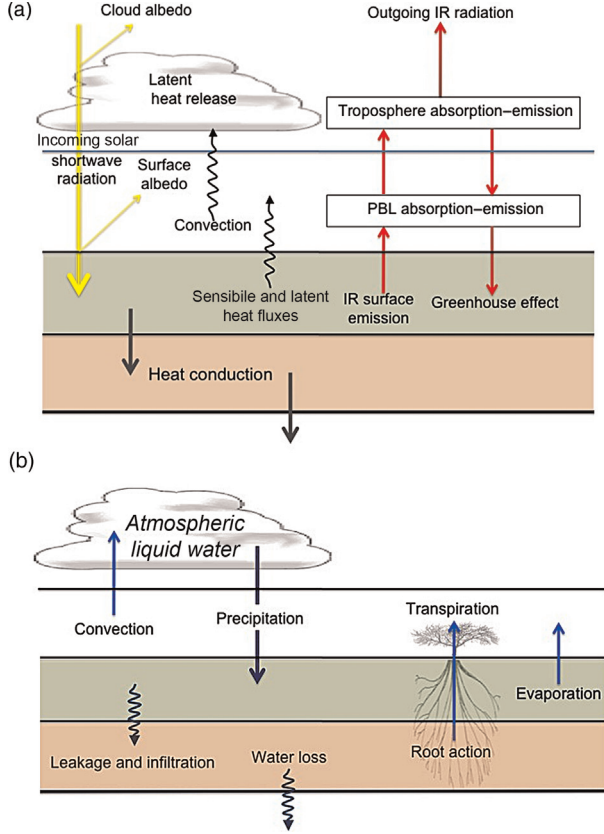 (a)
Cloud albedo
Outgoing IR radiation
Latent
heat release
Troposphere absorption–emission
Incoming solar
shortwave
radiation
Surface
albedo
Convection
PBL absorption–emission
Sensibile and latent
heat fluxes
IR surface
emission
Greenhouse effect
Heat conduction
(b)
Atmospheric
liquid water
Convection
Precipitation
Transpiration
Evaporation
Leakage and infiltration
Water loss
Root action